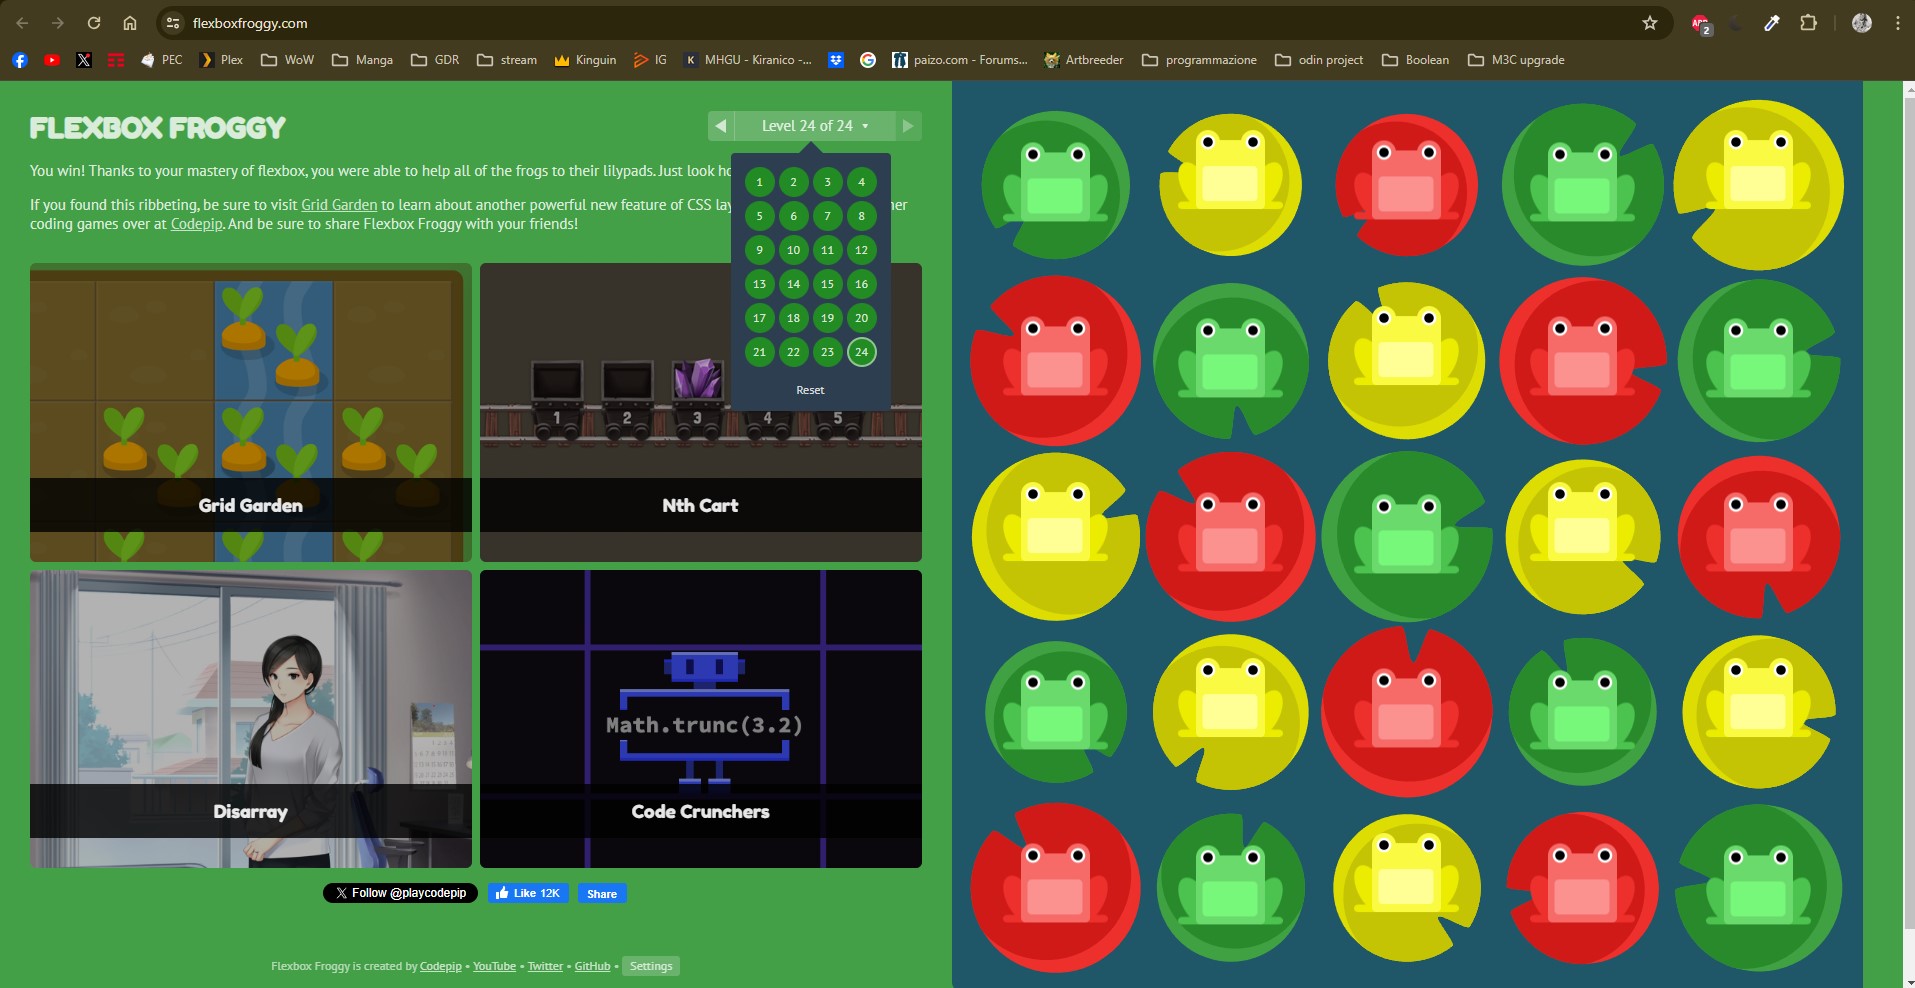 flexboxfroggy.com
ABP
2
PEC
Plex
WoW
Manga
GDR
stream
Kinguin
IG
K
MHGU - Kiranico -...
paizo.com - Forums...
Artbreeder
programmazione
odin project
Boolean
M3C upgrade
FLEXBOX FROGGY
Level 24 of 24
You win! Thanks to your mastery of flexbox, you were able to help all of the frogs to their lilypads. Just look ho
If you found this ribbeting, be sure to visit Grid Garden to learn about another powerful new feature of CSS lay her
coding games over at Codepip. And be sure to share Flexbox Froggy with your friends!
1 2 3 4
5 6 7 8
9 10 11 12
13 14 15 16
17 18 19 20
21 22 23 24
Reset
1 2 3 4 5
Grid Garden
Nth Cart
Math.trunc(3.2)
Disarray
Code Crunchers
Follow @playcodepip
Like 12K
Share
Flexbox Froggy is created by Codepip • YouTube • Twitter • GitHub • Settings